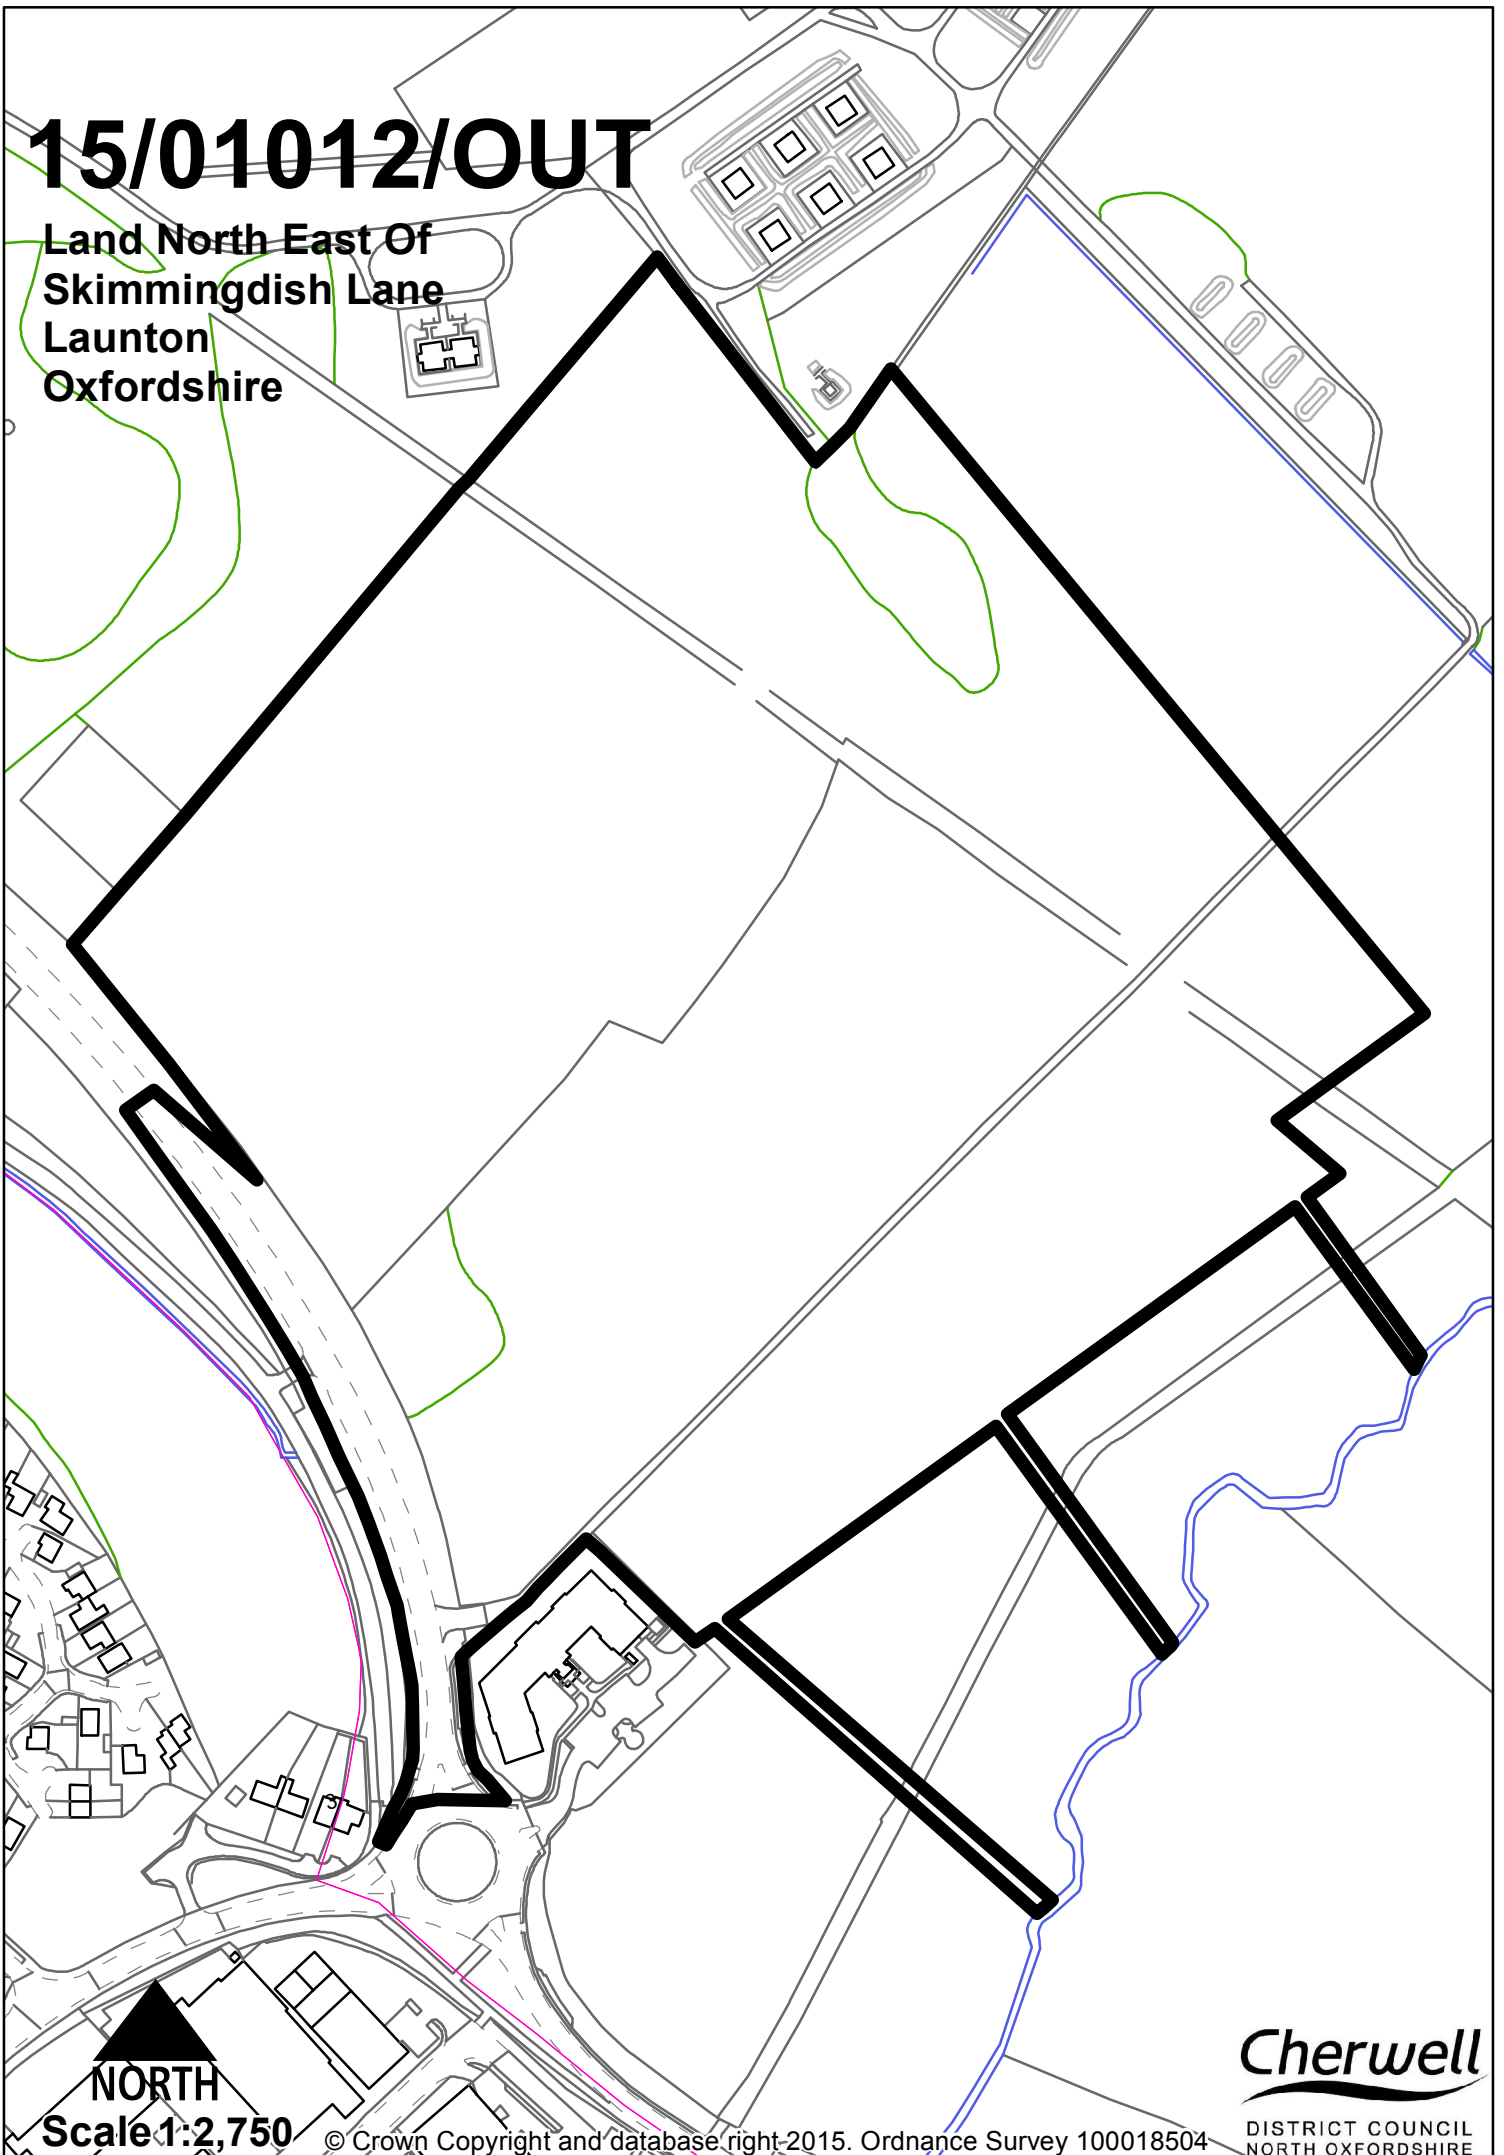 15/01012/OUT
Land North East Of
Skimmingdish Lane
Launton
Oxfordshire
3
NORTH
Scale 1:2,750
© Crown Copyright and database right 2015. Ordnance Survey 100018504
Cherwell
DISTRICT COUNCIL
NORTH OXFORDSHIRE